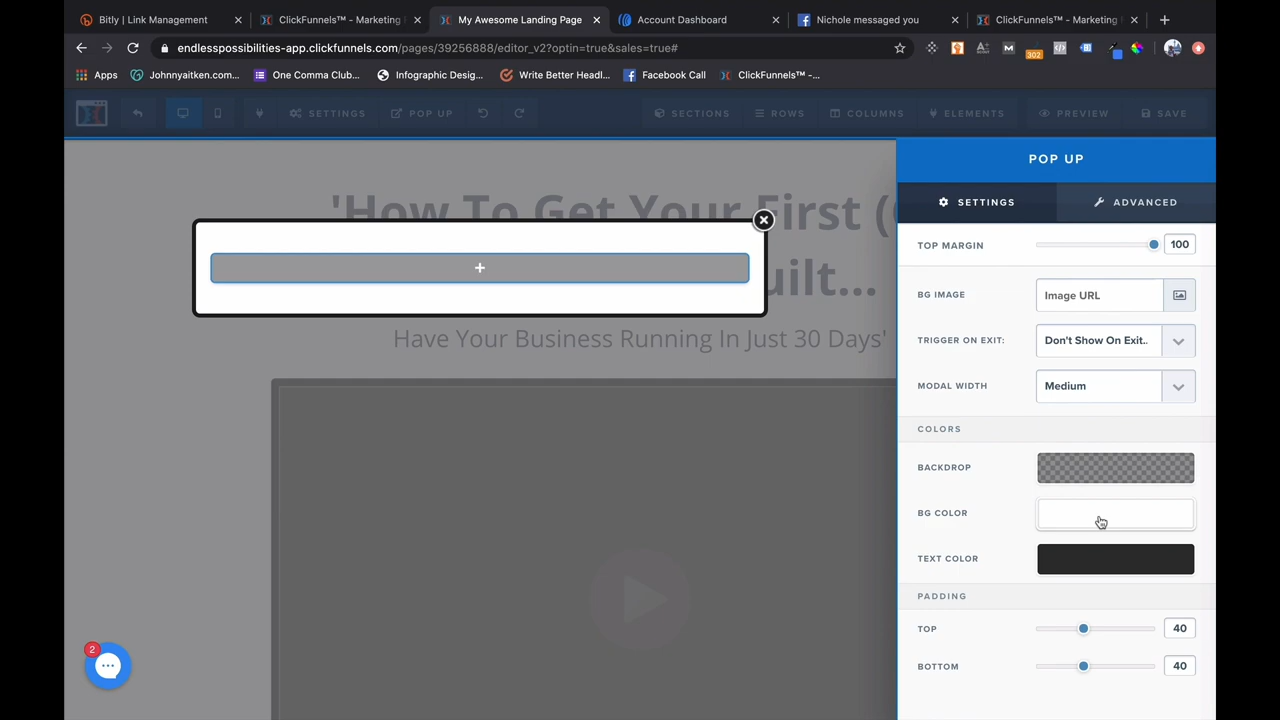 Bitly | Link Management
ClickFunnels™ - Marketing
My Awesome Landing Page
Account Dashboard
Nichole messaged you
ClickFunnels™ - Marketing
endlesspossibilities-app.clickfunnels.com/pages/39256888/editor_v2?optin=true&sales=true#
302
Apps
Johnnyaitken.com...
One Comma Club...
Infographic Desig...
Write Better Headl...
Facebook Call
ClickFunnels™ -...
SETTINGS
POP UP
SECTIONS
ROWS
COLUMNS
ELEMENTS
PREVIEW
SAVE
'How To Get Your First (
uilt...
Have Your Business Running In Just 30 Days'
POP UP
SETTINGS
ADVANCED
TOP MARGIN
100
BG IMAGE
Image URL
TRIGGER ON EXIT:
Don't Show On Exit..
MODAL WIDTH
Medium
COLORS
BACKDROP
BG COLOR
TEXT COLOR
PADDING
TOP
40
BOTTOM
40
2